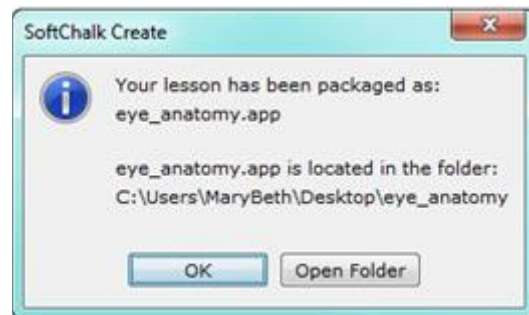 SoftChalk Create
Your lesson has been packaged as:
eye_anatomy.app
eye_anatomy.app is located in the folder:
C:\Users\MaryBeth\Desktop\eye_anatomy
OK
Open Folder